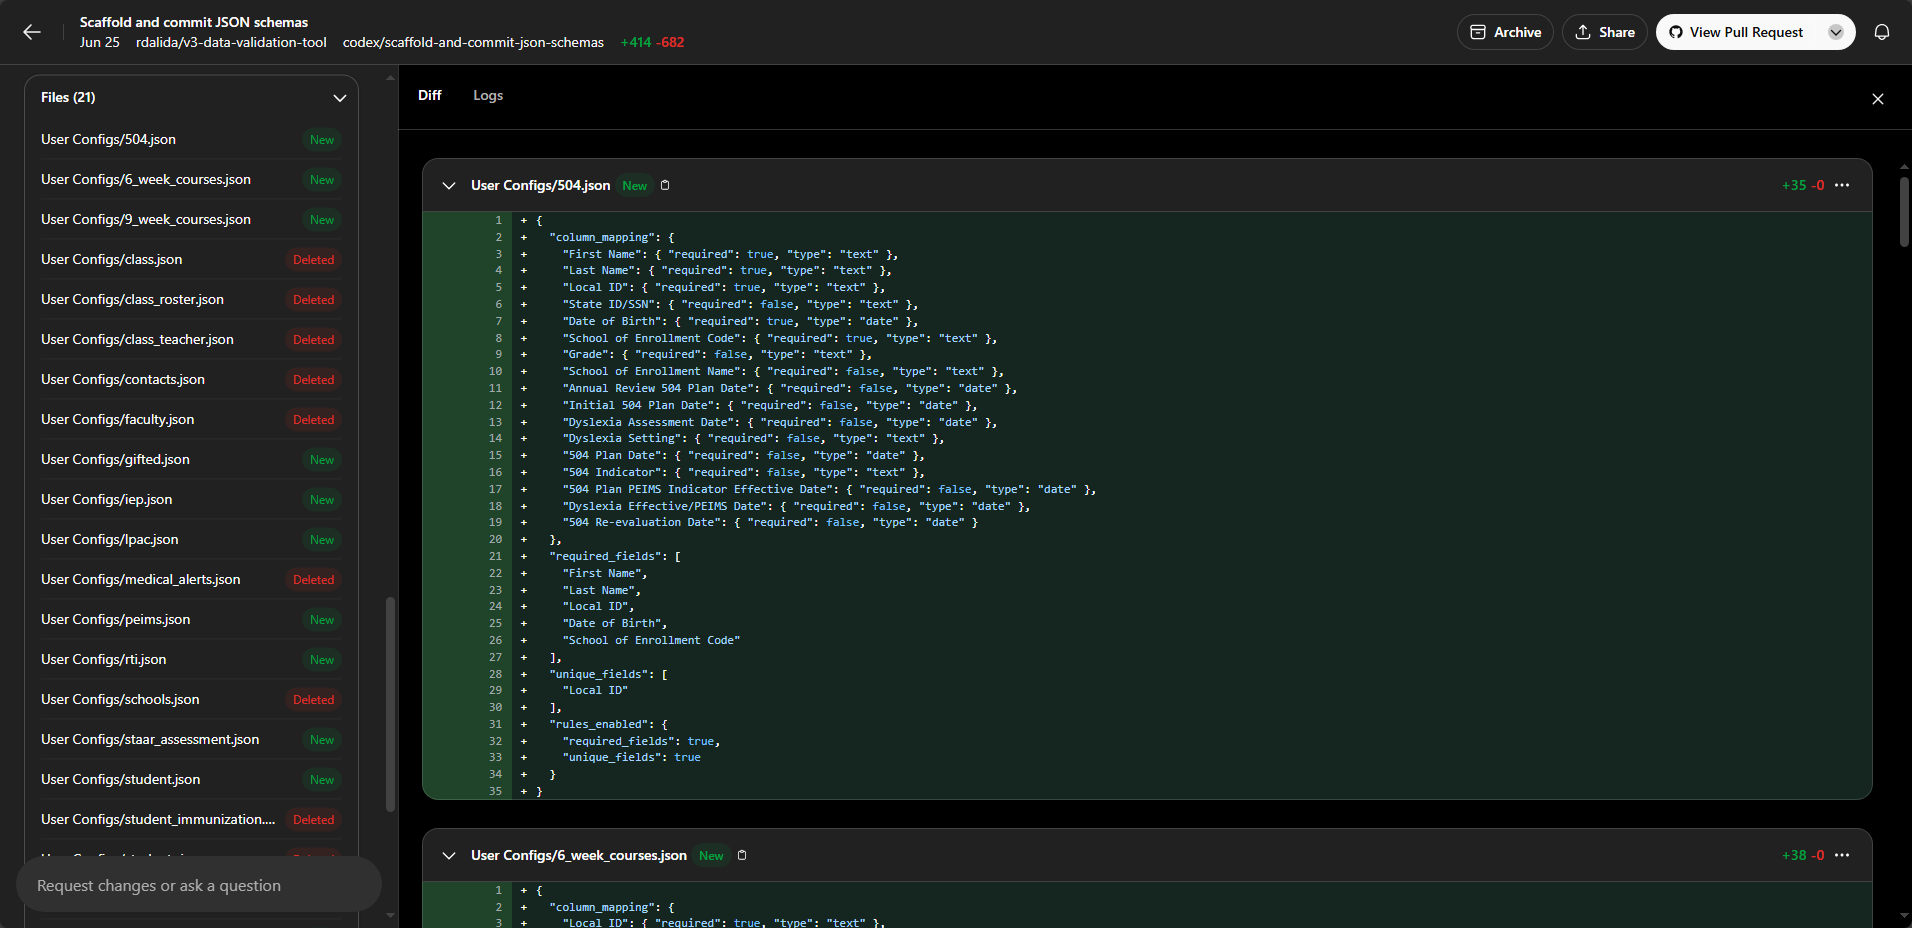 Scaffold and commit JSON schemas
Jun 25 rdalida/v3-data-validation-tool codex/scaffold-and-commit-json-schemas +414 -682
Archive
Share
View Pull Request
Files (21)
User Configs/504.json New
User Configs/6_week_courses.json New
User Configs/9_week_courses.json New
User Configs/class.json Deleted
User Configs/class_roster.json Deleted
User Configs/class_teacher.json Deleted
User Configs/contacts.json Deleted
User Configs/faculty.json Deleted
User Configs/gifted.json New
User Configs/iep.json New
User Configs/lpac.json New
User Configs/medical_alerts.json Deleted
User Configs/peims.json New
User Configs/rti.json New
User Configs/schools.json Deleted
User Configs/staar_assessment.json New
User Configs/student.json New
User Configs/student_immunization.... Deleted
Request changes or ask a question
Diff Logs
User Configs/504.json New +35 -0
1 + {
2 + "column_mapping": {
3 + "First Name": { "required": true, "type": "text" },
4 + "Last Name": { "required": true, "type": "text" },
5 + "Local ID": { "required": true, "type": "text" },
6 + "State ID/SSN": { "required": false, "type": "text" },
7 + "Date of Birth": { "required": true, "type": "date" },
8 + "School of Enrollment Code": { "required": true, "type": "text" },
9 + "Grade": { "required": false, "type": "text" },
10 + "School of Enrollment Name": { "required": false, "type": "text" },
11 + "Annual Review 504 Plan Date": { "required": false, "type": "date" },
12 + "Initial 504 Plan Date": { "required": false, "type": "date" },
13 + "Dyslexia Assessment Date": { "required": false, "type": "date" },
14 + "Dyslexia Setting": { "required": false, "type": "text" },
15 + "504 Plan Date": { "required": false, "type": "date" },
16 + "504 Indicator": { "required": false, "type": "text" },
17 + "504 Plan PEIMS Indicator Effective Date": { "required": false, "type": "date" },
18 + "Dyslexia Effective/PEIMS Date": { "required": false, "type": "date" },
19 + "504 Re-evaluation Date": { "required": false, "type": "date" }
20 + },
21 + "required_fields": [
22 + "First Name",
23 + "Last Name",
24 + "Local ID",
25 + "Date of Birth",
26 + "School of Enrollment Code"
27 + ],
28 + "unique_fields": [
29 + "Local ID"
30 + ],
31 + "rules_enabled": {
32 + "required_fields": true,
33 + "unique_fields": true
34 + }
35 + }
User Configs/6_week_courses.json New +38 -0
1 + {
2 + "column_mapping": {
3 + "Local ID": { "required": true, "type": "text" },